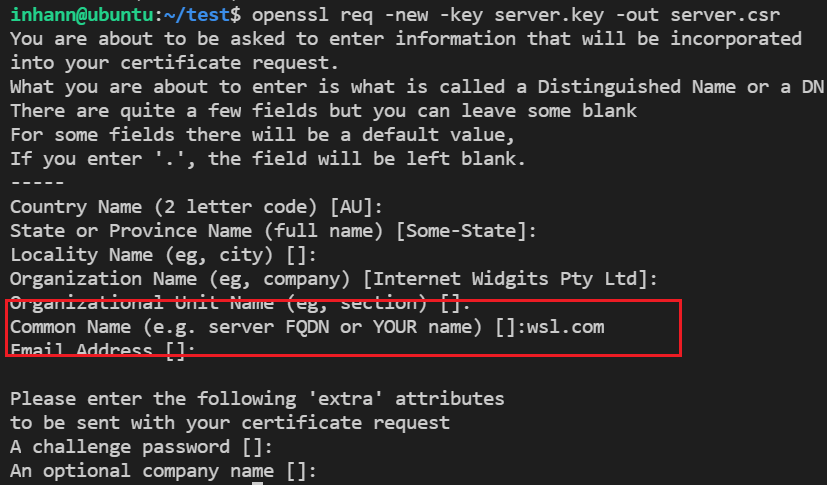 inhann@ubuntu:~/test$ openssl req -new -key server.key -out server.csr
You are about to be asked to enter information that will be incorporated
into your certificate request.
What you are about to enter is what is called a Distinguished Name or a DN
There are quite a few fields but you can leave some blank
For some fields there will be a default value,
If you enter '.', the field will be left blank.
-----
Country Name (2 letter code) [AU]:
State or Province Name (full name) [Some-State]:
Locality Name (eg, city) []:
Organization Name (eg, company) [Internet Widgits Pty Ltd]:
Organizational Unit Name (eg, section) []:
Common Name (e.g. server FQDN or YOUR name) []:wsl.com
Email Address []:
Please enter the following 'extra' attributes
to be sent with your certificate request
A challenge password []:
An optional company name []: